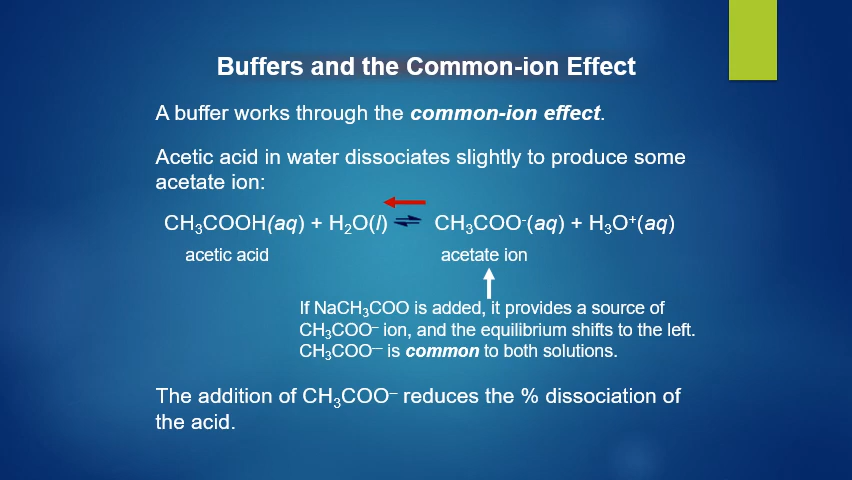 Buffers and the Common-ion Effect
A buffer works through the common-ion effect.
Acetic acid in water dissociates slightly to produce some
acetate ion:
CH₃COOH(aq) + H₂O(l) ⇌ CH₃COO⁻(aq) + H₃O⁺(aq)
acetic acid acetate ion
If NaCH₃COO is added, it provides a source of
CH₃COO⁻ ion, and the equilibrium shifts to the left.
CH₃COO⁻ is common to both solutions.
The addition of CH₃COO⁻ reduces the % dissociation of
the acid.